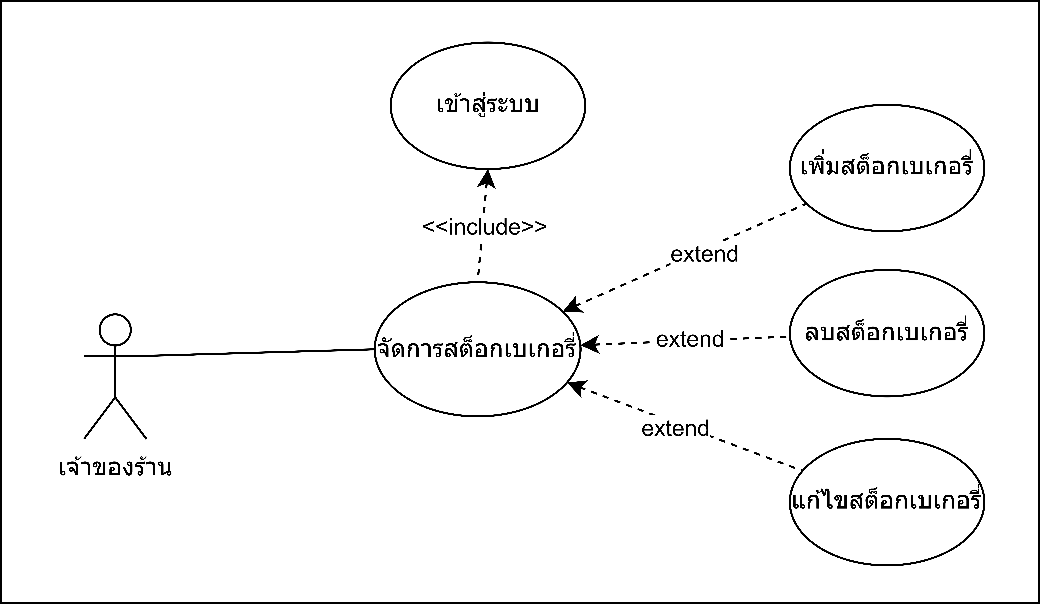 เข้าสู่ระบบ
เพิ่มสต็อกเบเกอรี่
<<include>>
extend
ลบสต็อกเบเกอรี่
extend
จัดการสต็อกเบเกอรี่
extend
เจ้าของร้าน
แก้ไขสต็อกเบเกอรี่